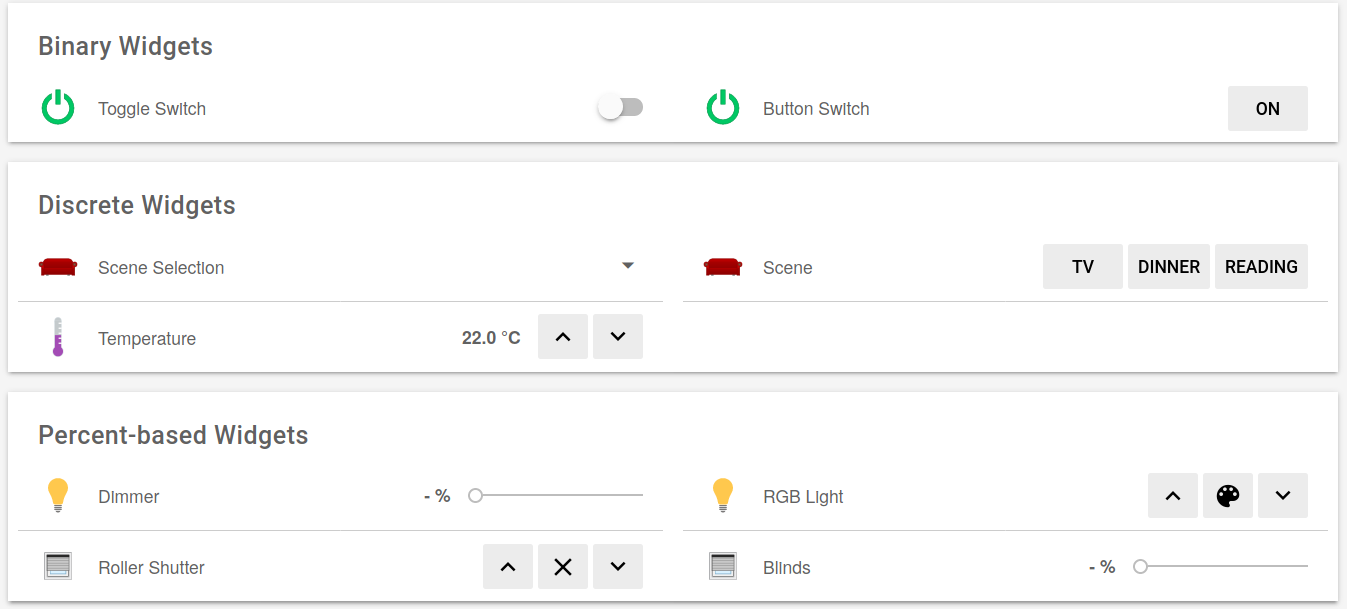 Binary Widgets
Toggle Switch
Button Switch
ON
Discrete Widgets
Scene Selection
Scene
TV
DINNER
READING
Temperature
22.0 °C
Percent-based Widgets
Dimmer
- %
RGB Light
Roller Shutter
Blinds
- %